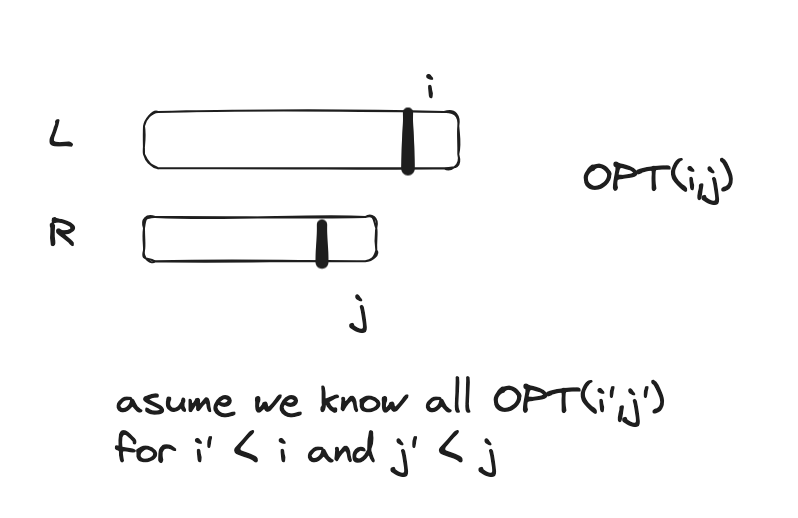 i
L
OPT(i,j)
R
j
asume we know all OPT(i',j')
for i' < i and j' < j